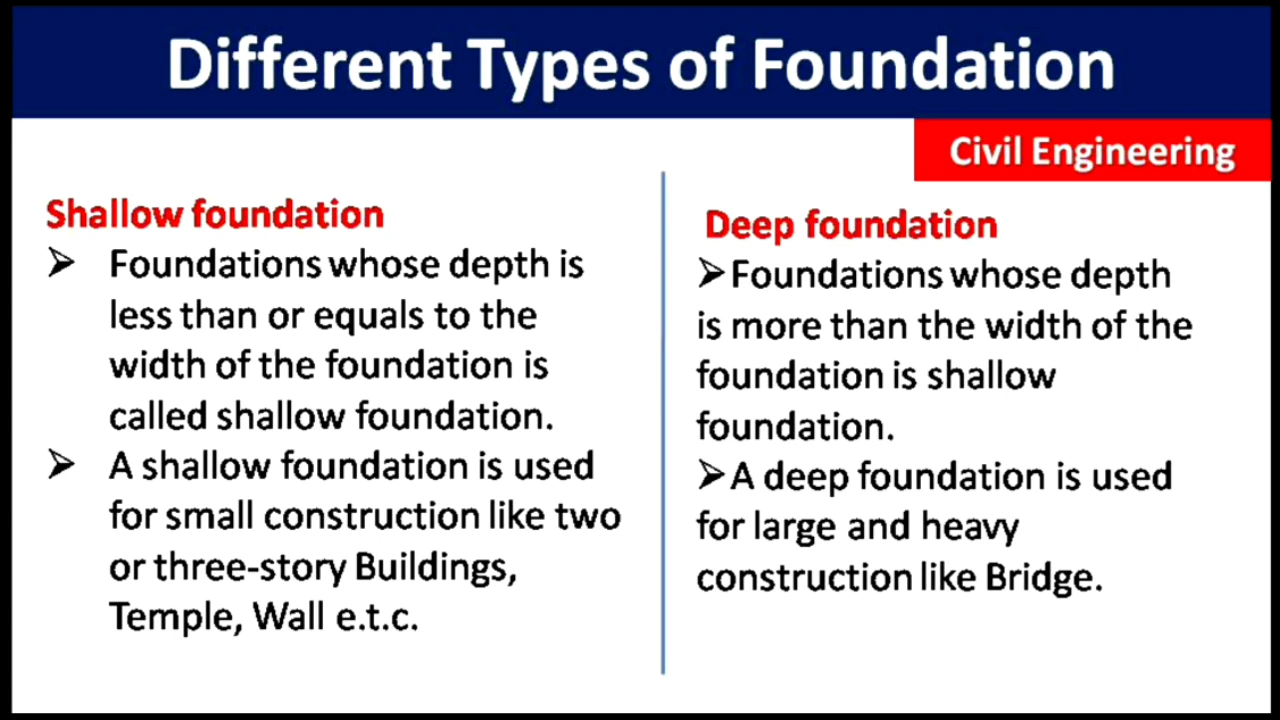 Different Types of Foundation
Civil Engineering
Shallow foundation
➢ Foundations whose depth is
less than or equals to the
width of the foundation is
called shallow foundation.
➢ A shallow foundation is used
for small construction like two
or three-story Buildings,
Temple, Wall e.t.c.
Deep foundation
➢Foundations whose depth
is more than the width of the
foundation is shallow
foundation.
➢A deep foundation is used
for large and heavy
construction like Bridge.